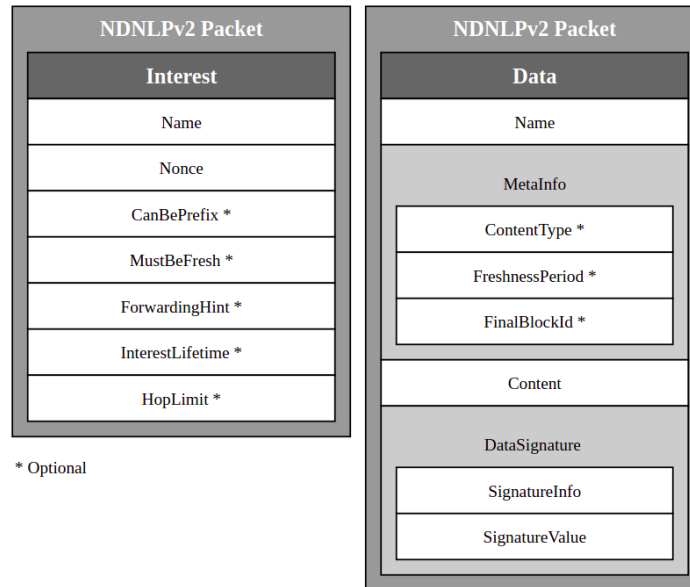 NDNLPv2 Packet
Interest
Name
Nonce
CanBePrefix *
MustBeFresh *
ForwardingHint *
InterestLifetime *
HopLimit *
* Optional
NDNLPv2 Packet
Data
Name
MetaInfo
ContentType *
FreshnessPeriod *
FinalBlockId *
Content
DataSignature
SignatureInfo
SignatureValue